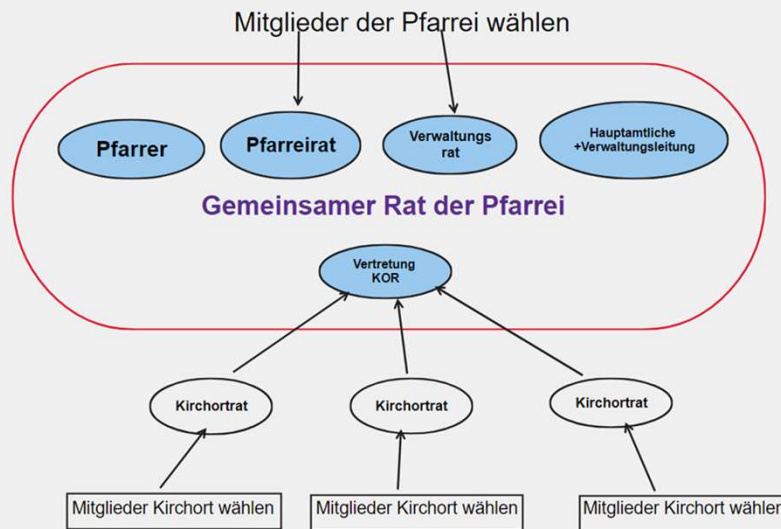 Mitglieder der Pfarrei wählen
Pfarrer
Pfarreirat
Verwaltungs
rat
Hauptamtliche
+Verwaltungsleitung
Gemeinsamer Rat der Pfarrei
Vertretung
KOR
Kirchortrat
Kirchortrat
Kirchortrat
Mitglieder Kirchort wählen
Mitglieder Kirchort wählen
Mitglieder Kirchort wählen